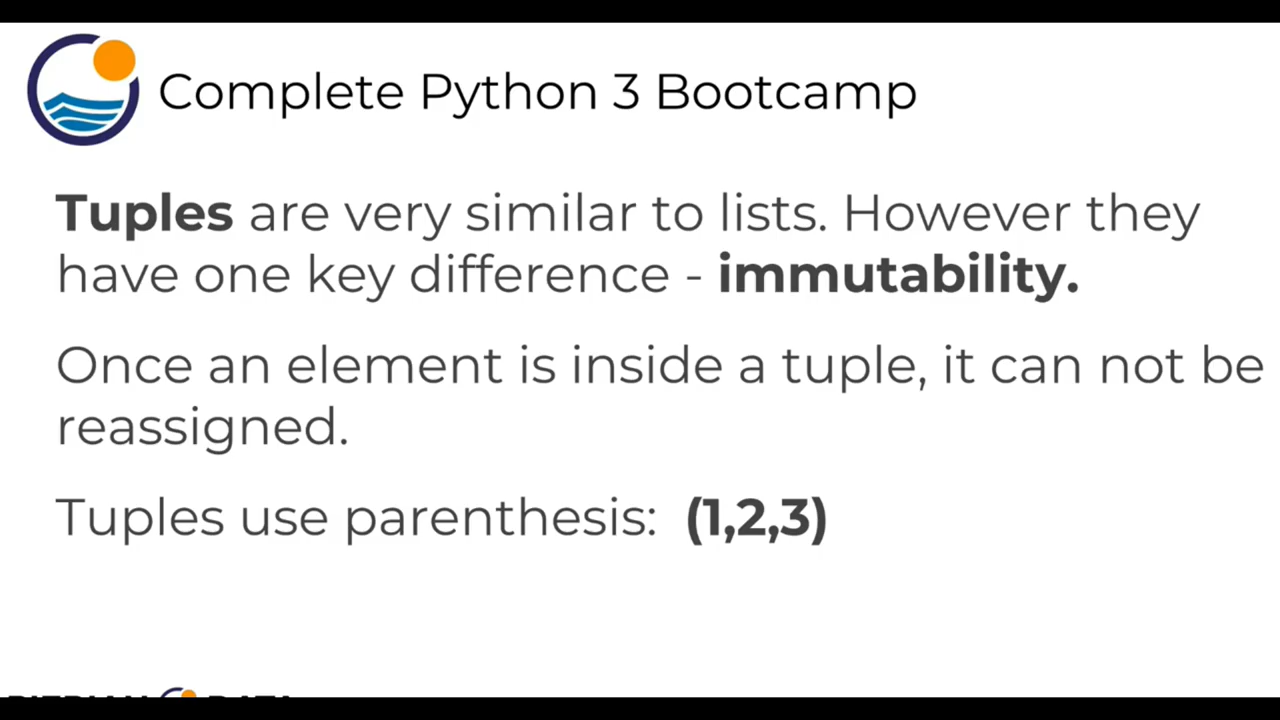 Complete Python 3 Bootcamp
Tuples are very similar to lists. However they
have one key difference - immutability.
Once an element is inside a tuple, it can not be
reassigned.
Tuples use parenthesis: (1,2,3)